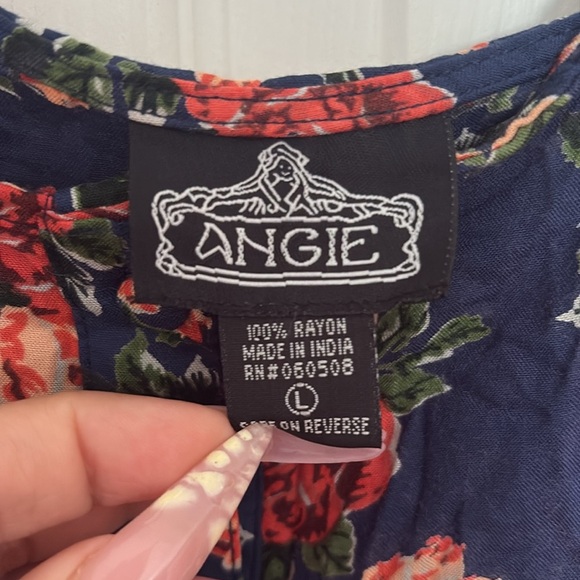 ANGIE
100% RAYON
MADE IN INDIA
RN#060508
L
ON REVERSE